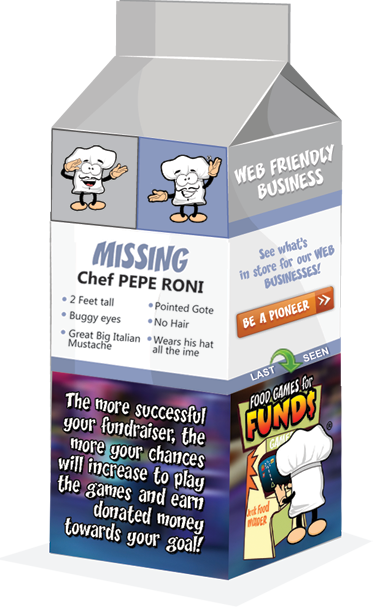 MISSING
Chef PEPE RONI
• 2 Feet tall
• Buggy eyes
• Great Big Italian
Mustache
• Pointed Gote
• No Hair
• Wears his hat
all the ime
The more successful
your fundraiser, the
more your chances
will increase to play
the games and earn
donated money
towards your goal!
WEB FRIENDLY
BUSINESS
See what's
in store for our WEB
BUSINESSES!
BE A PIONEER >>
LAST SEEN
FOOD GAMES for
FUNDS
GAME
®